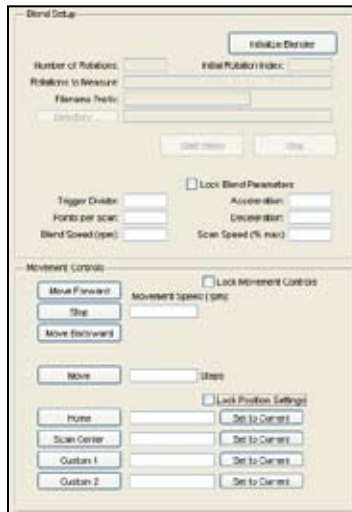 Blend Setup
Initialize Blender
Number of Rotations: Initial Rotation Index:
Rotations to Measure:
Filename Prefix:
Directory...
Start Blend Stop
Lock Blend Parameters
Trigger Divider: Acceleration:
Points per scan: Deceleration:
Blend Speed (rpm): Scan Speed (% max):
Movement Controls
Move Forward Lock Movement Controls
Movement Speed (rpm):
Stop
Move Backward
Move Steps
Lock Position Settings
Home Set to Current
Scan Center Set to Current
Custom 1 Set to Current
Custom 2 Set to Current